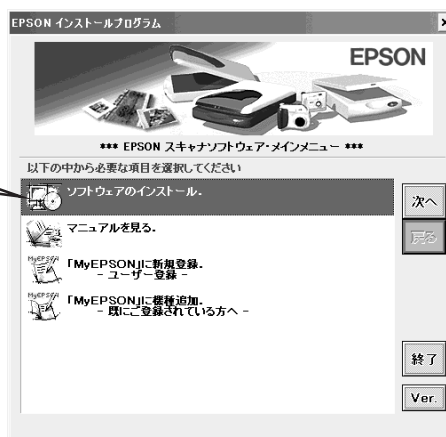 EPSON インストールプログラム
EPSON
*** EPSON スキャナソフトウェア・メインメニュー ***
以下の中から必要な項目を選択してください
ソフトウェアのインストール.
マニュアルを見る.
MyEPSON
「MyEPSON」に新規登録.
- ユーザー登録 -
MyEPSON
「MyEPSON」に機種追加.
- 既にご登録されている方へ -
次へ
戻る
終了
Ver.